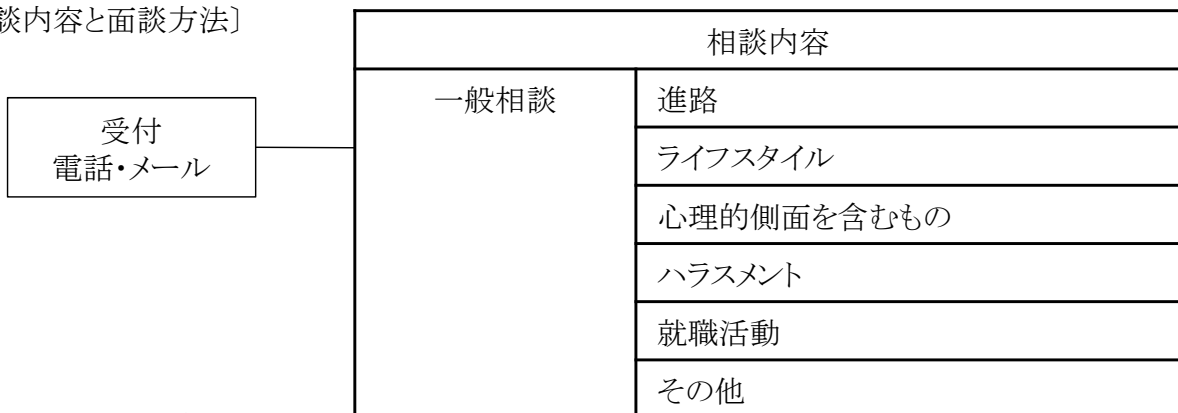 談内容と面談方法〕
相談内容
受付
電話・メール
一般相談
進路
ライフスタイル
心理的側面を含むもの
ハラスメント
就職活動
その他